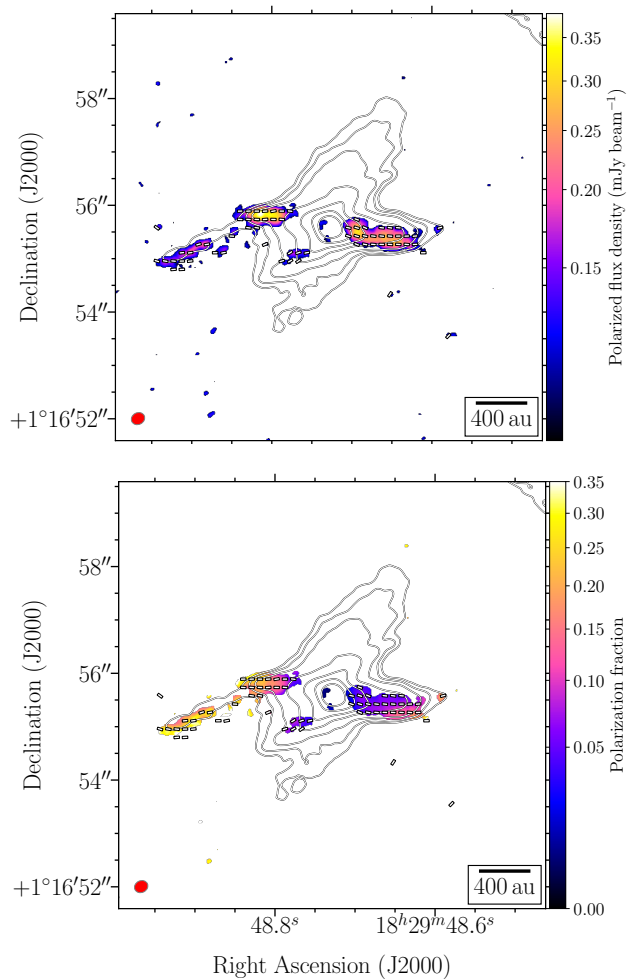 58″
56″
54″
+1°16′52″
Declination (J2000)
400 au
0.35
0.30
0.25
0.20
0.15
Polarized flux density (mJy beam⁻¹)
58″
56″
54″
+1°16′52″
Declination (J2000)
400 au
0.35
0.30
0.25
0.20
0.15
0.10
0.05
0.00
Polarization fraction
48.8ˢ
18ʰ29ᵐ48.6ˢ
Right Ascension (J2000)